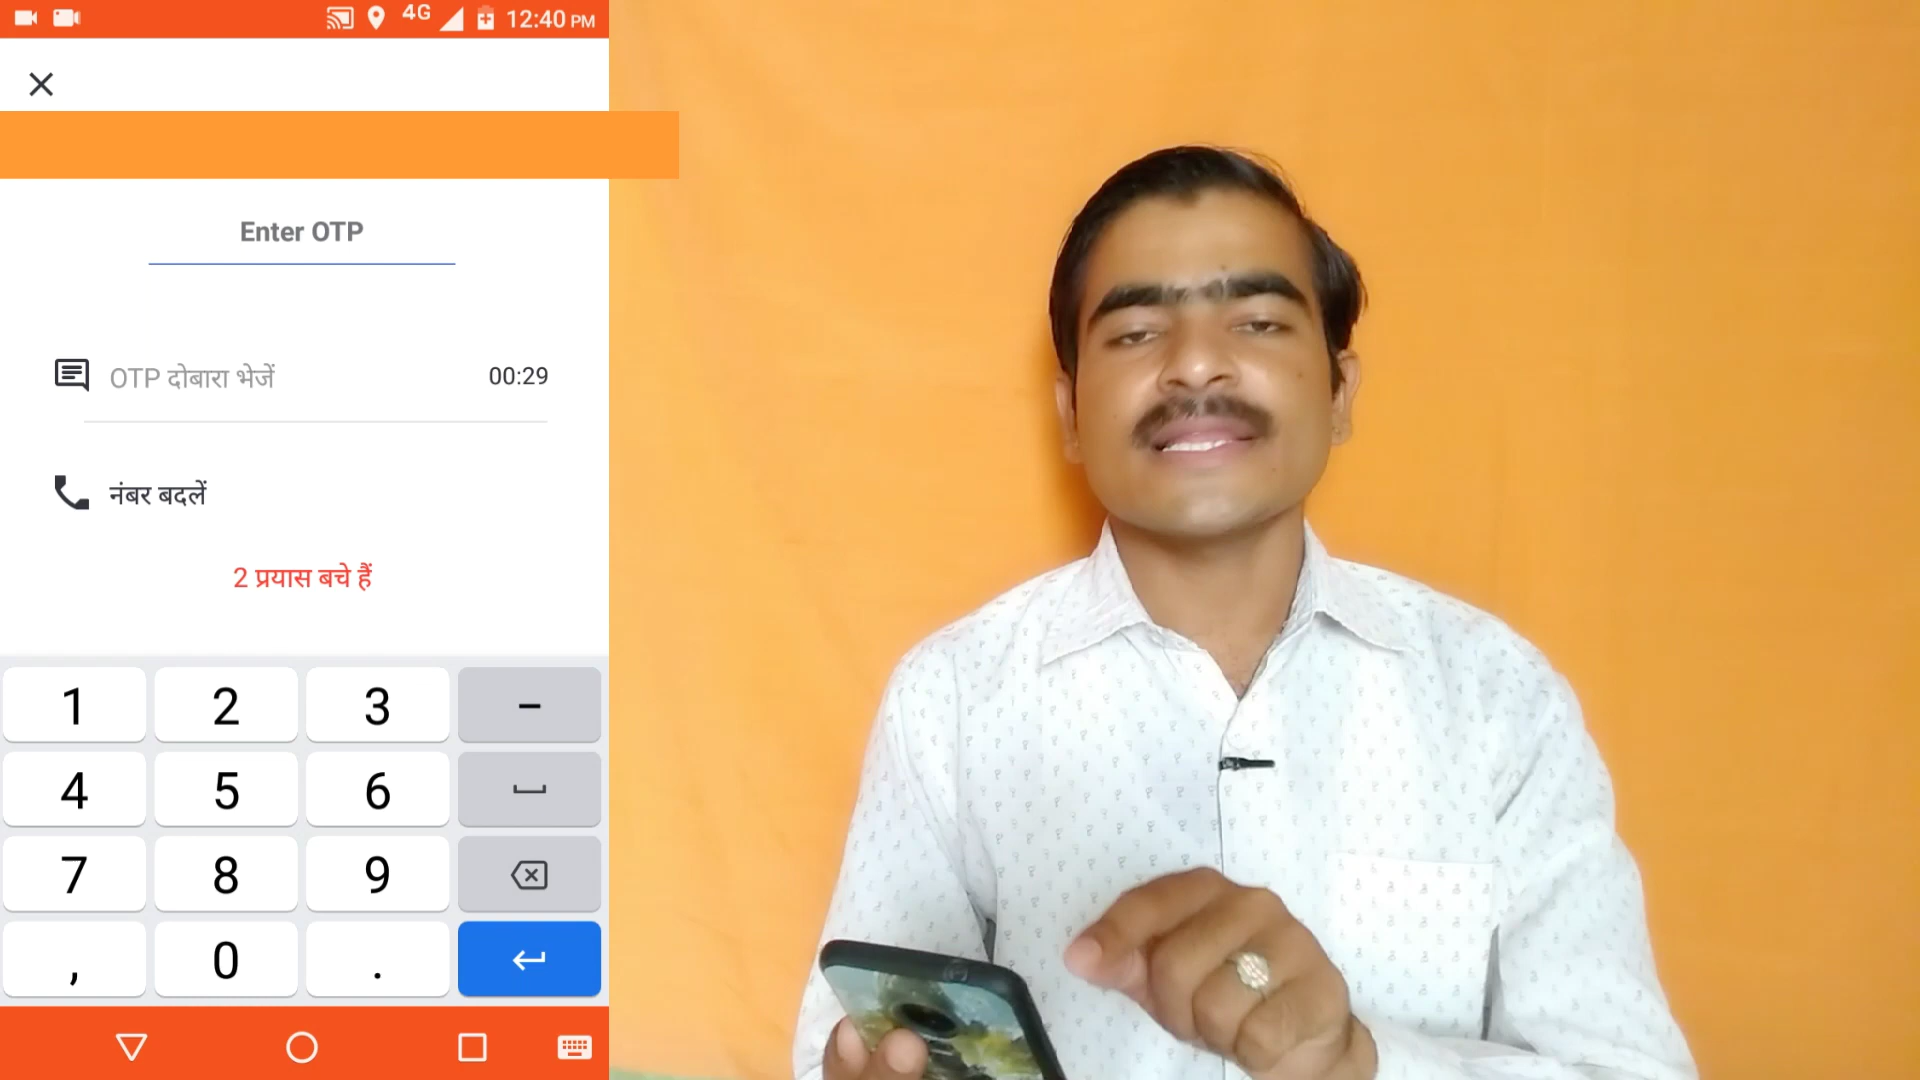 4G 12:40 PM
Enter OTP
OTP दोबारा भेजें 00:29
नंबर बदलें
2 प्रयास बचे हैं
1 2 3 -
4 5 6
7 8 9
, 0 .